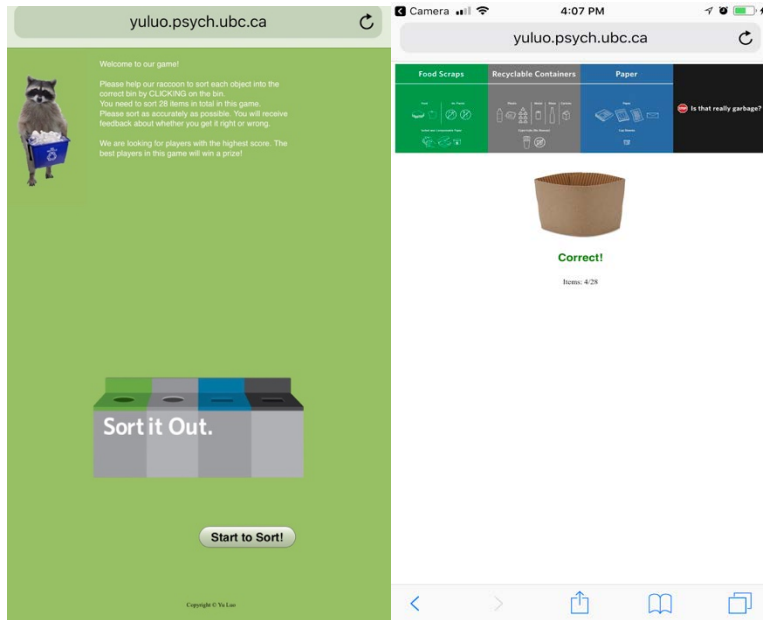 yuluo.psych.ubc.ca
Welcome to our game!
Please help our raccoon to sort each object into the
correct bin by CLICKING on the bin.
You need to sort 28 items in total in this game.
Please sort as accurately as possible. You will receive
feedback about whether you get it right or wrong.
We are looking for players with the highest score. The
best players in this game will win a prize!
Sort it Out.
Start to Sort!
Copyright © Yu Luo
Camera 4:07 PM
yuluo.psych.ubc.ca
Food Scraps Recyclable Containers Paper
STOP Is that really garbage?
Correct!
Items: 4/28